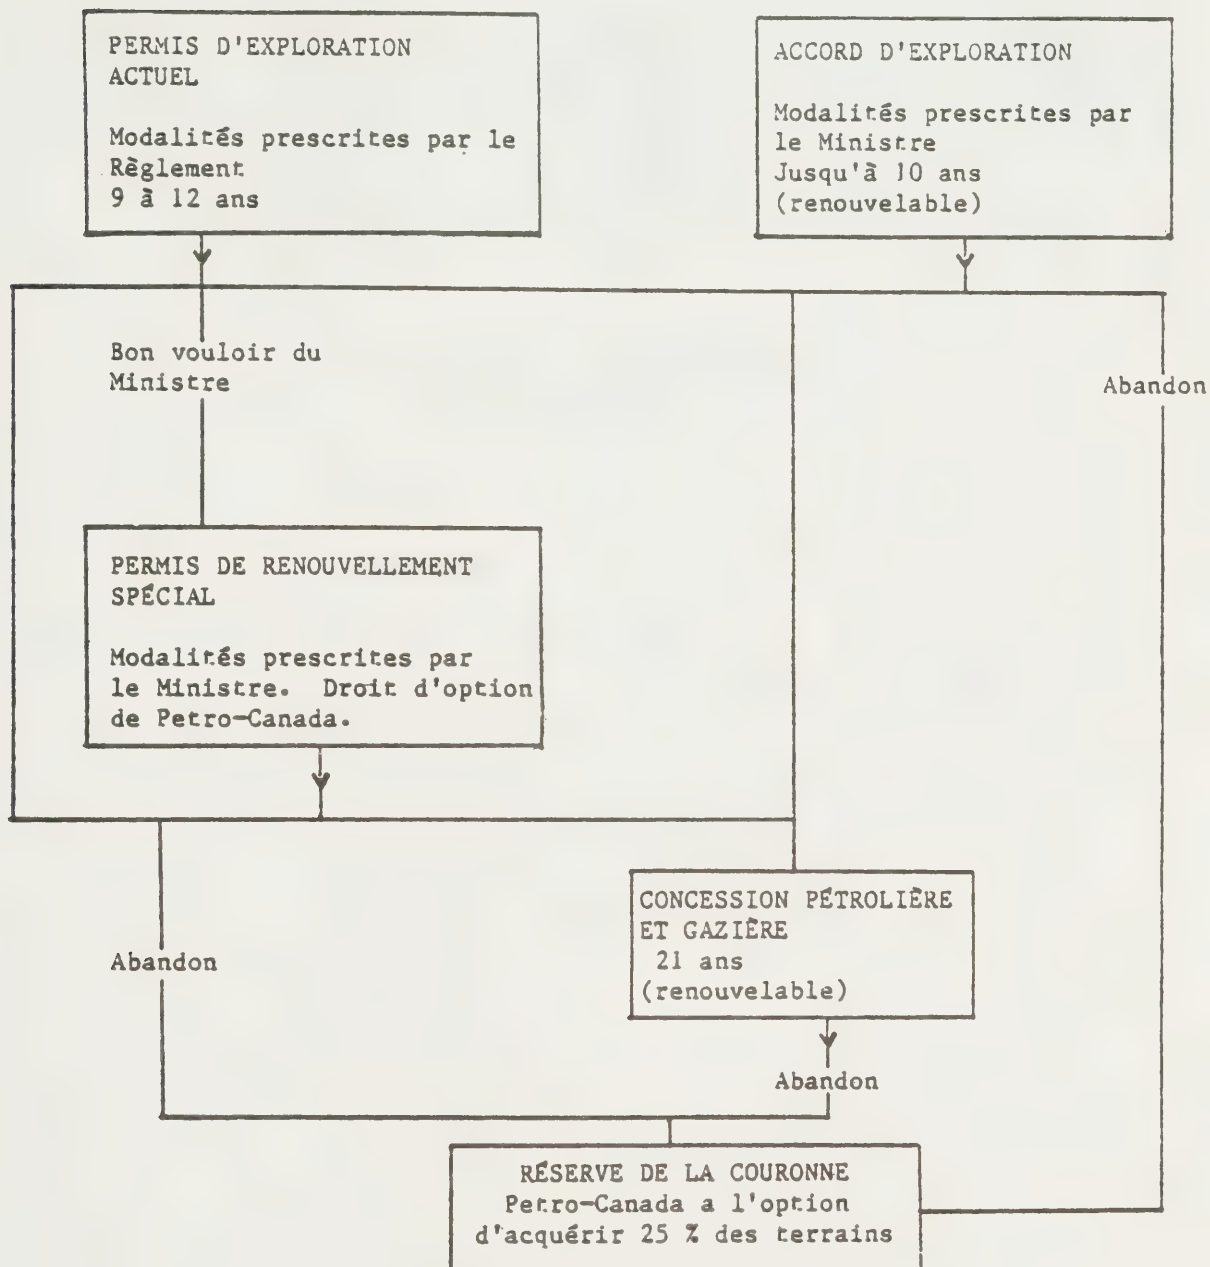 PERMIS D'EXPLORATION
ACTUEL
Modalités prescrites par le
Règlement
9 à 12 ans
ACCORD D'EXPLORATION
Modalités prescrites par
le Ministre
Jusqu'à 10 ans
(renouvelable)
Bon vouloir du
Ministre
Abandon
PERMIS DE RENOUVELLEMENT
SPÉCIAL
Modalités prescrites par
le Ministre. Droit d'option
de Petro-Canada.
CONCESSION PÉTROLIÈRE
ET GAZIÈRE
21 ans
(renouvelable)
Abandon
Abandon
RÉSERVE DE LA COURONNE
Petro-Canada a l'option
d'acquérir 25 % des terrains